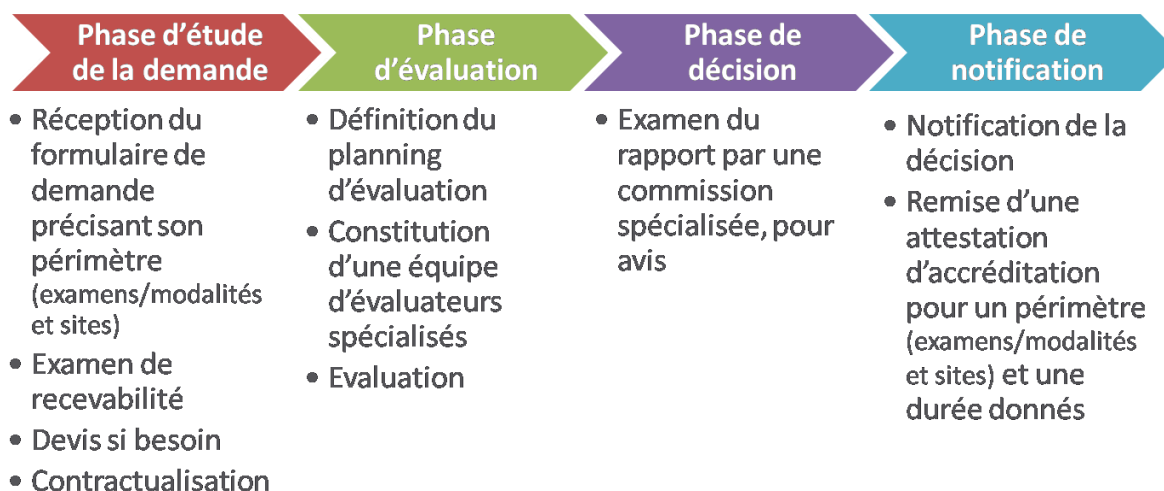 Phase d'étude
de la demande
• Réception du
formulaire de
demande
précisant son
périmètre
(examens/modalités
et sites)
• Examen de
recevabilité
• Devis si besoin
• Contractualisation
Phase
d'évaluation
• Définition du
planning
d'évaluation
• Constitution
d'une équipe
d'évaluateurs
spécialisés
• Evaluation
Phase de
décision
• Examen du
rapport par une
commission
spécialisée, pour
avis
Phase de
notification
• Notification de la
décision
• Remise d'une
attestation
d'accréditation
pour un périmètre
(examens/modalités
et sites) et une
durée donnés